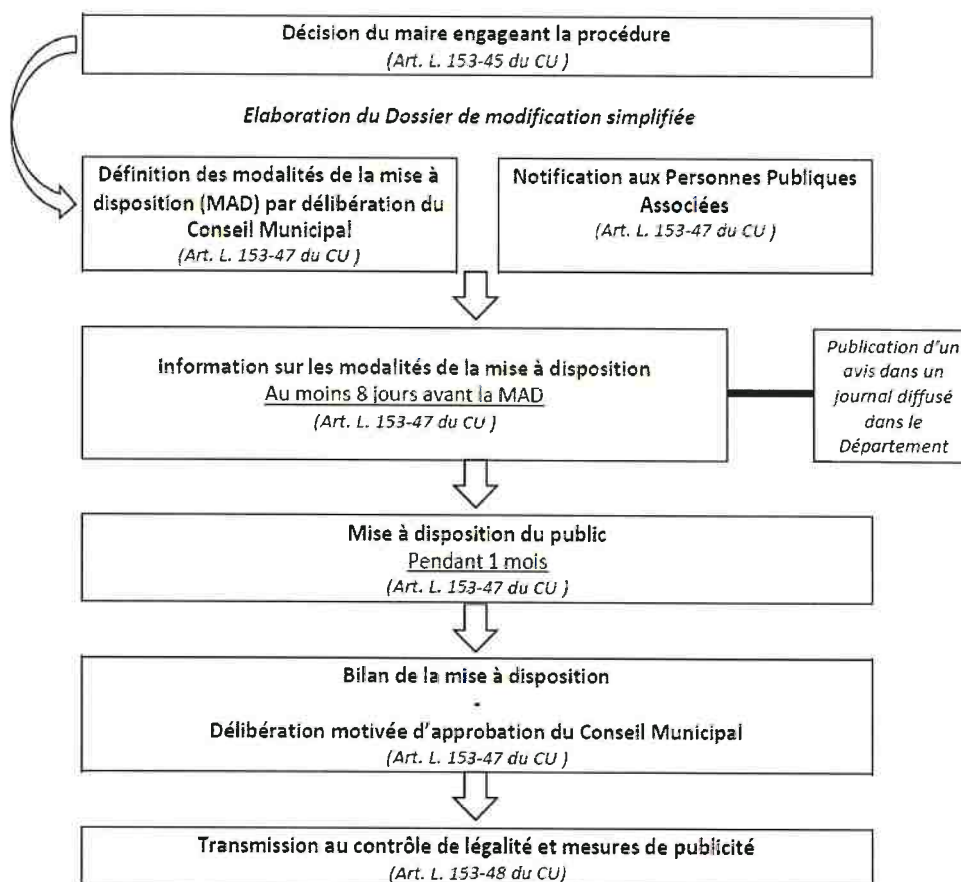 Décision du maire engageant la procédure
(Art. L. 153-45 du CU )
Elaboration du Dossier de modification simplifiée
Définition des modalités de la mise à
disposition (MAD) par délibération du
Conseil Municipal
(Art. L. 153-47 du CU )
Notification aux Personnes Publiques
Associées
(Art. L. 153-47 du CU )
Information sur les modalités de la mise à disposition
Au moins 8 jours avant la MAD
(Art. L. 153-47 du CU )
Publication d'un
avis dans un
journal diffusé
dans le
Département
Mise à disposition du public
Pendant 1 mois
(Art. L. 153-47 du CU )
Bilan de la mise à disposition
-
Délibération motivée d'approbation du Conseil Municipal
(Art. L. 153-47 du CU )
Transmission au contrôle de légalité et mesures de publicité
(Art. L. 153-48 du CU)